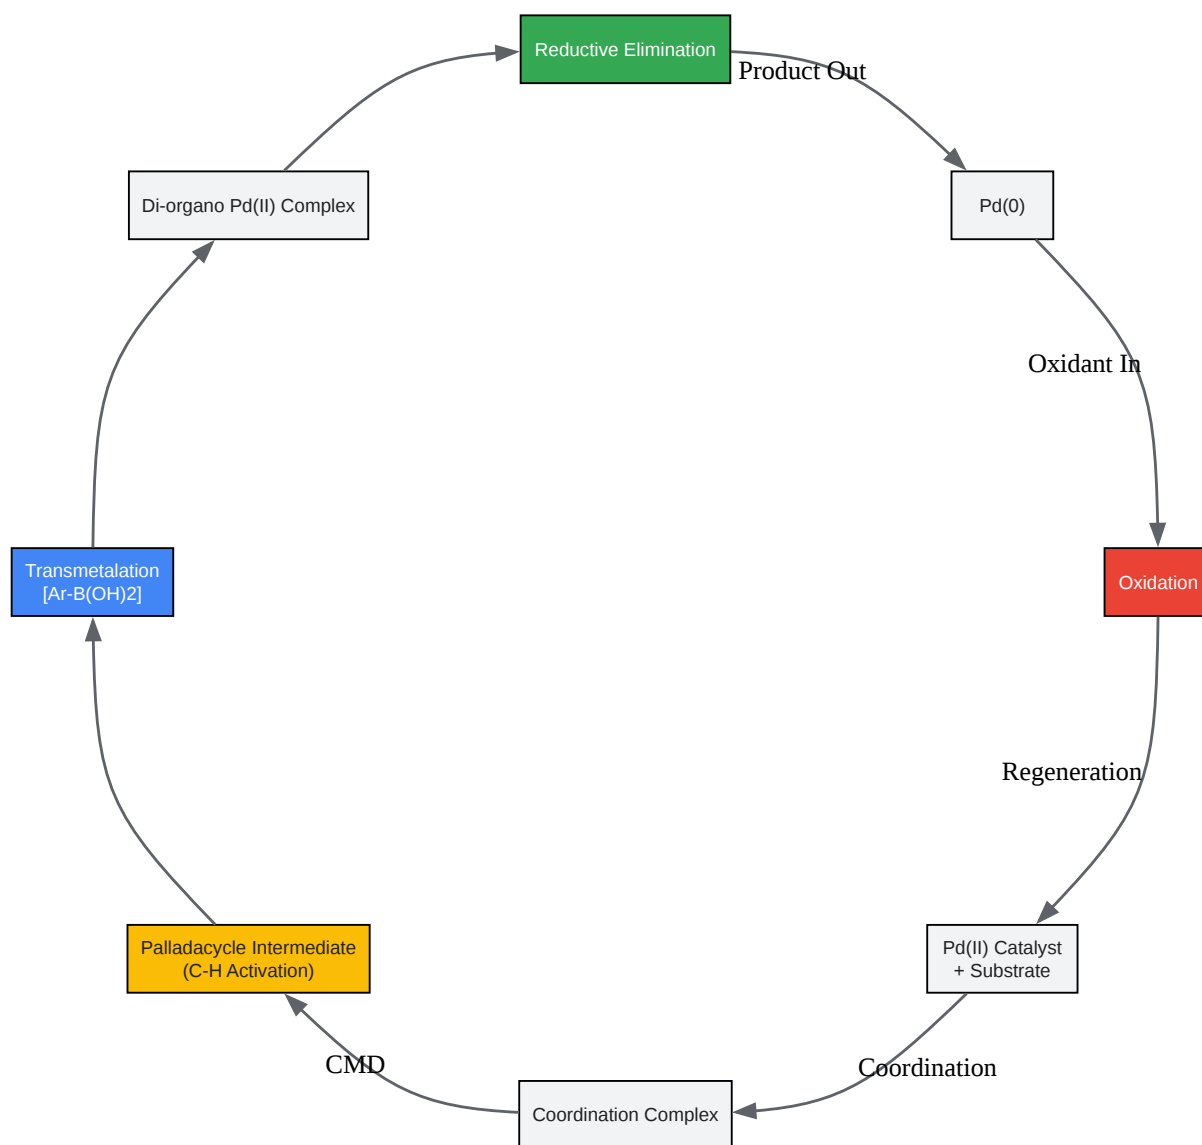 Reductive Elimination
Product Out
Di-organo Pd(II) Complex
Pd(0)
Oxidant In
Transmetalation
[Ar-B(OH)2]
Oxidation
Regeneration
Palladacycle Intermediate
(C-H Activation)
Pd(II) Catalyst
+ Substrate
CMD
Coordination
Coordination Complex